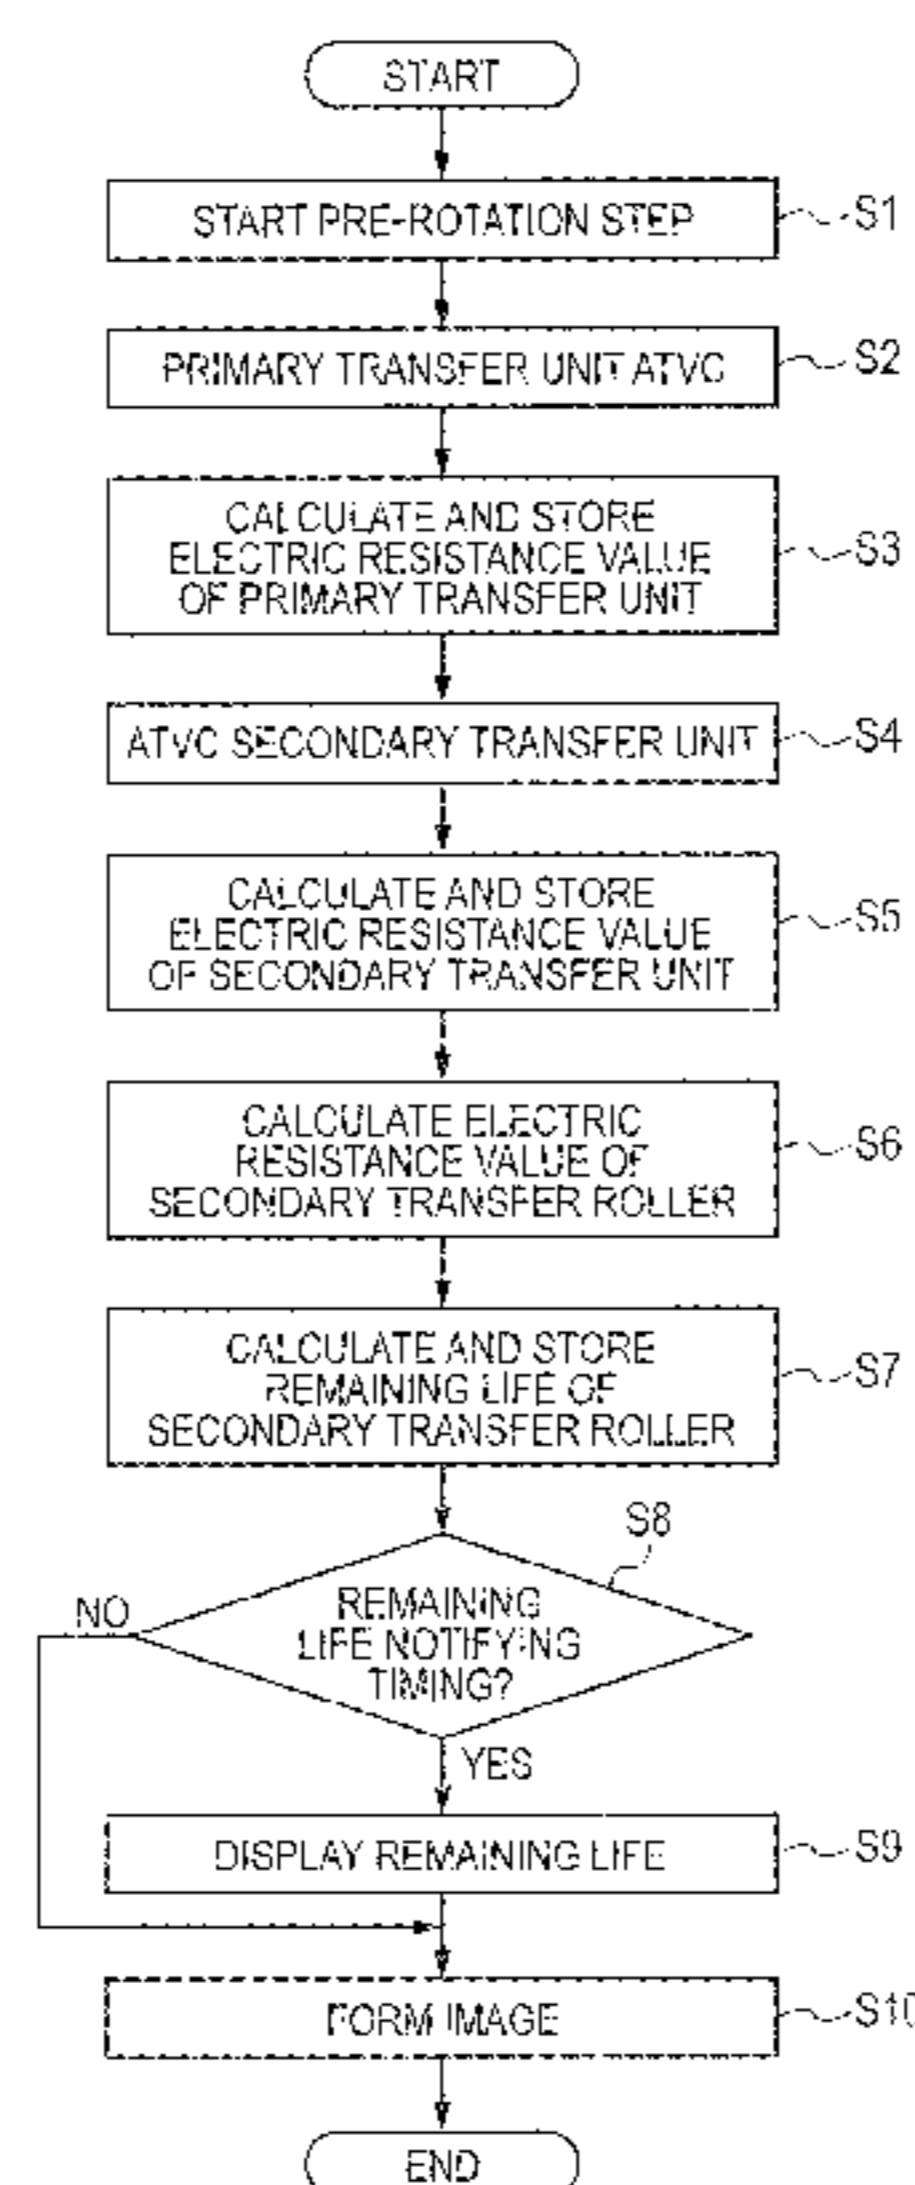 START
START PRE-ROTATION STEP
S1
PRIMARY TRANSFER UNIT ATVC
S2
CALCULATE AND STORE
ELECTRIC RESISTANCE VALUE
OF PRIMARY TRANSFER UNIT
S3
ATVC SECONDARY TRANSFER UNIT
S4
CALCULATE AND STORE
ELECTRIC RESISTANCE VALUE
OF SECONDARY TRANSFER UNIT
S5
CALCULATE ELECTRIC
RESISTANCE VALUE OF
SECONDARY TRANSFER ROLLER
S6
CALCULATE AND STORE
REMAINING LIFE OF
SECONDARY TRANSFER ROLLER
S7
S8
REMAINING
LIFE NOTIFYING
TIMING?
NO
YES
DISPLAY REMAINING LIFE
S9
FORM IMAGE
S10
END